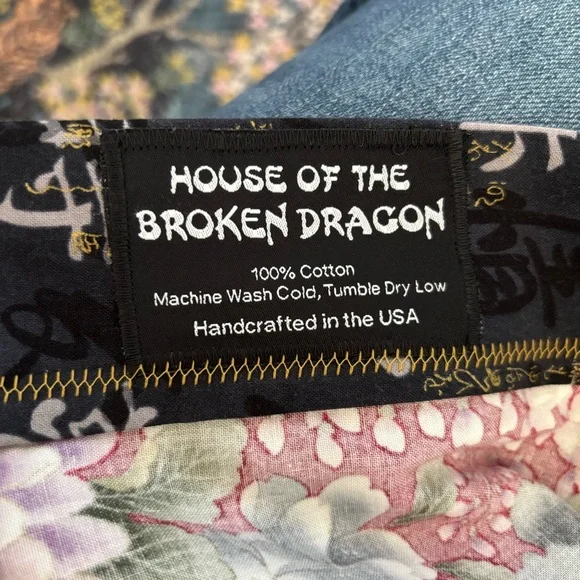 HOUSE OF THE
BROKEN DRAGON
100% Cotton
Machine Wash Cold, Tumble Dry Low
Handcrafted in the USA